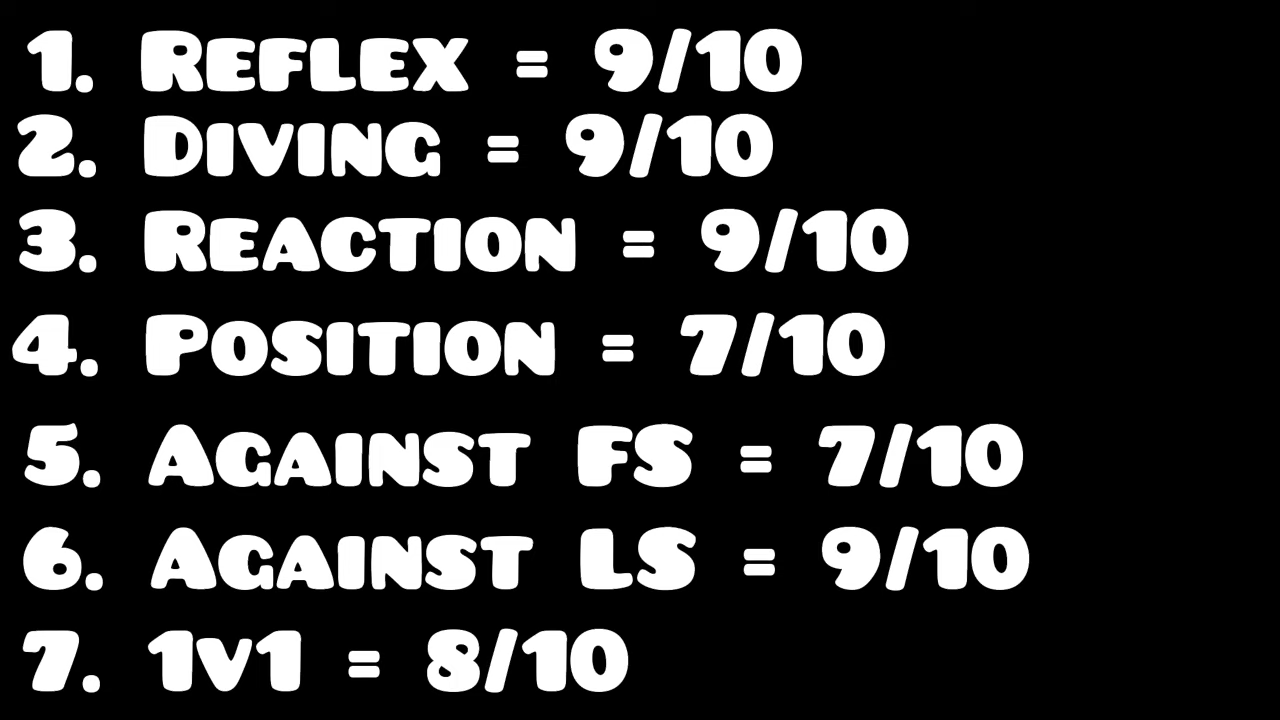 1. Reflex = 9/10
2. Diving = 9/10
3. Reaction = 9/10
4. Position = 7/10
5. Against FS = 7/10
6. Against LS = 9/10
7. 1v1 = 8/10